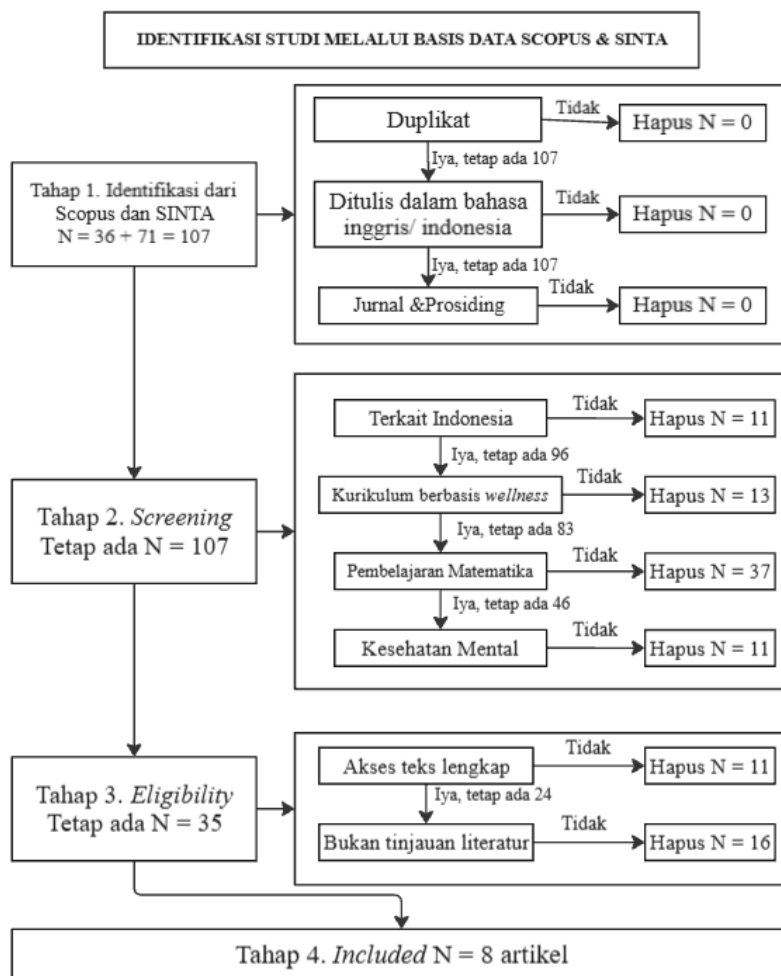 IDENTIFIKASI STUDI MELALUI BASIS DATA SCOPUS & SINTA
Tahap 1. Identifikasi dari
Scopus dan SINTA
N = 36 + 71 = 107
Duplikat
Tidak
Hapus N = 0
Iya, tetap ada 107
Ditulis dalam bahasa
inggris/ indonesia
Tidak
Hapus N = 0
Iya, tetap ada 107
Jurnal &Prosiding
Tidak
Hapus N = 0
Tahap 2. Screening
Tetap ada N = 107
Terkait Indonesia
Tidak
Hapus N = 11
Iya, tetap ada 96
Kurikulum berbasis wellness
Tidak
Hapus N = 13
Iya, tetap ada 83
Pembelajaran Matematika
Tidak
Hapus N = 37
Iya, tetap ada 46
Kesehatan Mental
Tidak
Hapus N = 11
Tahap 3. Eligibility
Tetap ada N = 35
Akses teks lengkap
Tidak
Hapus N = 11
Iya, tetap ada 24
Bukan tinjauan literatur
Tidak
Hapus N = 16
Tahap 4. Included N = 8 artikel